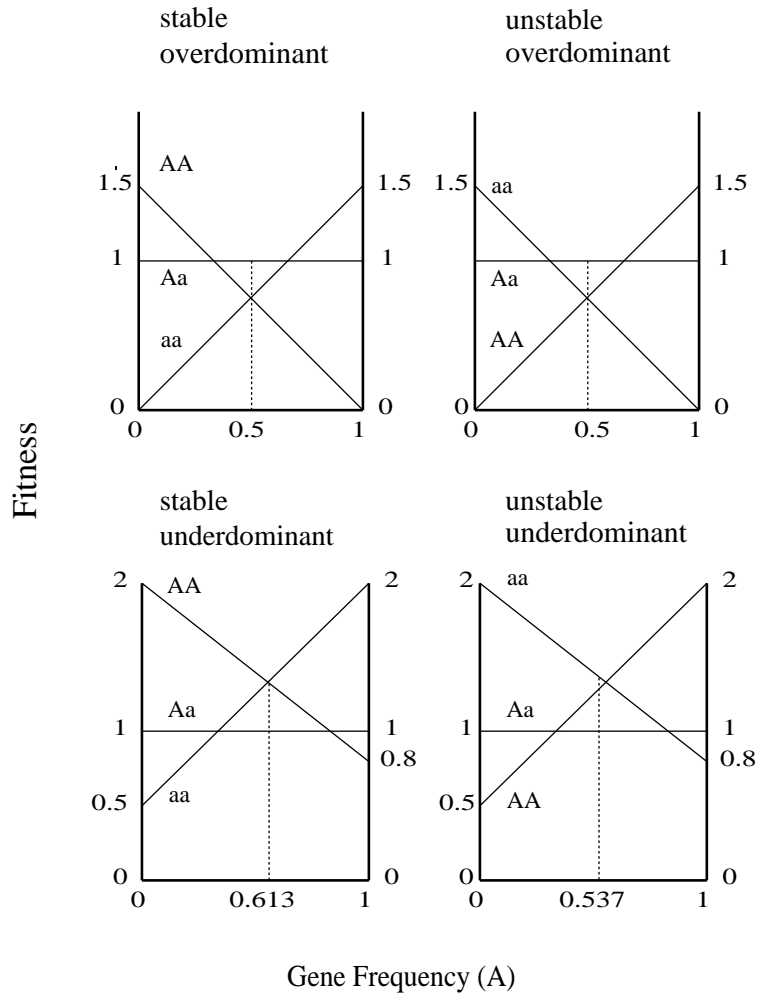 stable
overdominant
unstable
overdominant
AA
1.5
1.5
1
1
Aa
aa
0
0
0
0.5
1
aa
1.5
1.5
1
1
Aa
AA
0
0
0
0.5
1
Fitness
stable
underdominant
unstable
underdominant
2
AA
2
Aa
1
1
0.8
0.5
aa
0
0
0
0.613
1
2
aa
2
Aa
1
1
0.8
0.5
AA
0
0
0
0.537
1
Gene Frequency (A)